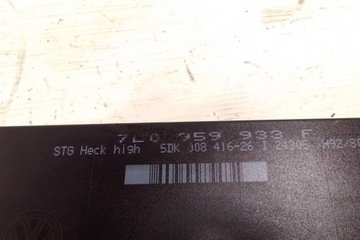 7L0 959 933 F
STG Heck high 5DK 008 416-26 I 24305